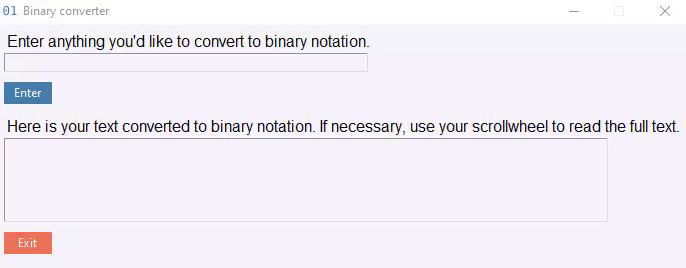 01 Binary converter
Enter anything you'd like to convert to binary notation.
Enter
Here is your text converted to binary notation. If necessary, use your scrollwheel to read the full text.
Exit